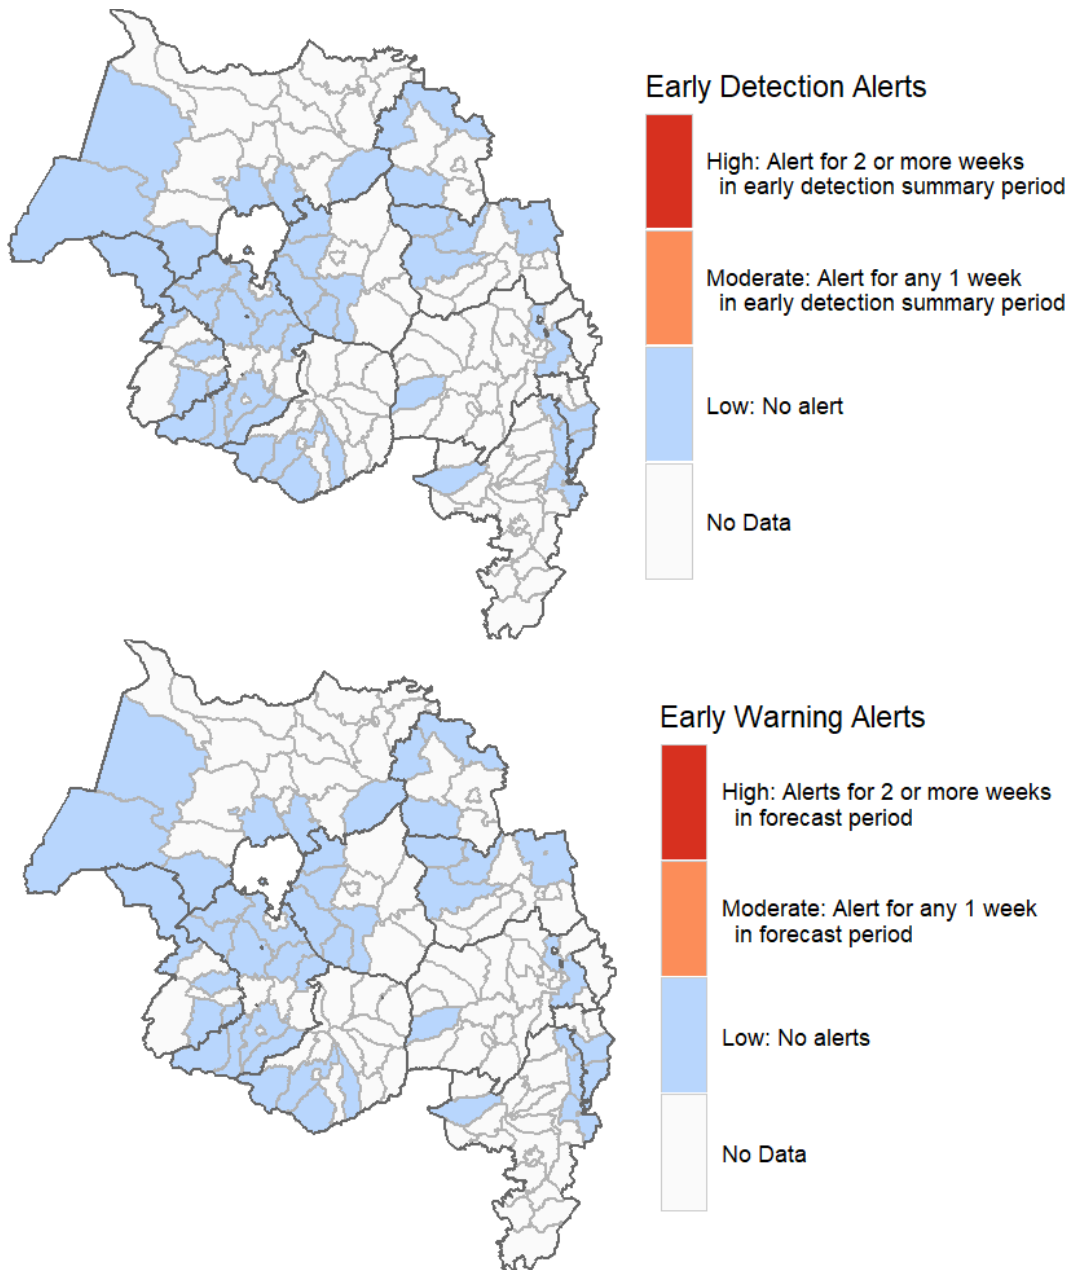 Early Detection Alerts
High: Alert for 2 or more weeks
in early detection summary period
Moderate: Alert for any 1 week
in early detection summary period
Low: No alert
No Data
Early Warning Alerts
High: Alerts for 2 or more weeks
in forecast period
Moderate: Alert for any 1 week
in forecast period
Low: No alerts
No Data